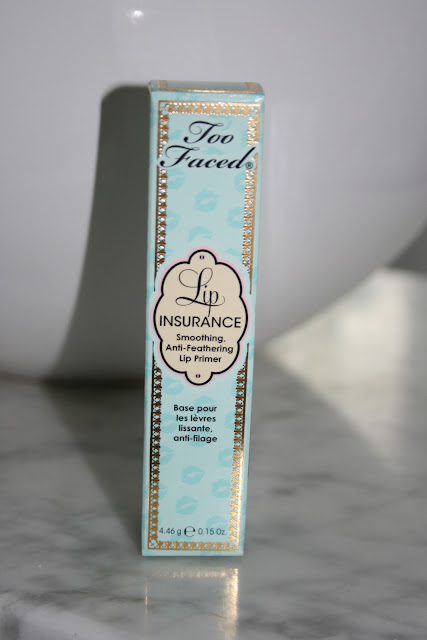 Too
Faced®
Lip
INSURANCE
Smoothing,
Anti-Feathering
Lip Primer
Base pour
les lèvres
lissante,
anti-filage
4.46 g ℮ 0.15 Oz.